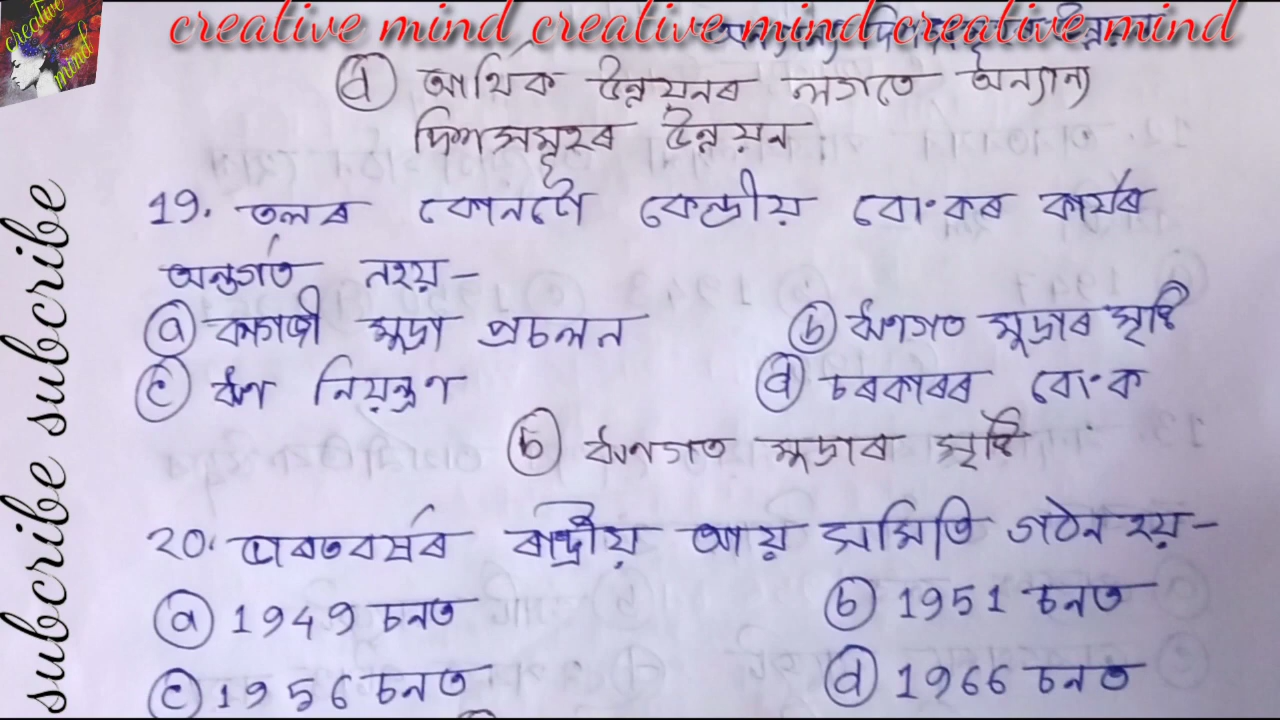 creative mind creative mind creative mind
creative mind
ⓓ আৰ্থিক উন্নয়নৰ লগতে অন্যান্য
দিশসমূহৰ উন্নয়ন
19. তলৰ কোনটো কেন্দ্ৰীয় বেংকৰ কাৰ্যৰ
অন্তৰ্গত নহয়-
ⓐ কাগজী মুদ্ৰা প্ৰচলন ⓑ ঋণগত মুদ্ৰাৰ সৃষ্টি
ⓒ ঋণ নিয়ন্ত্ৰণ ⓓ চৰকাৰৰ বেংক
ⓑ ঋণগত মুদ্ৰাৰ সৃষ্টি
20. ভাৰতবৰ্ষৰ ৰাষ্ট্ৰীয় আয় সমিতি গঠন হয়-
ⓐ 1949 চনত ⓑ 1951 চনত
ⓒ 1956 চনত ⓓ 1966 চনত
subcribe subcribe